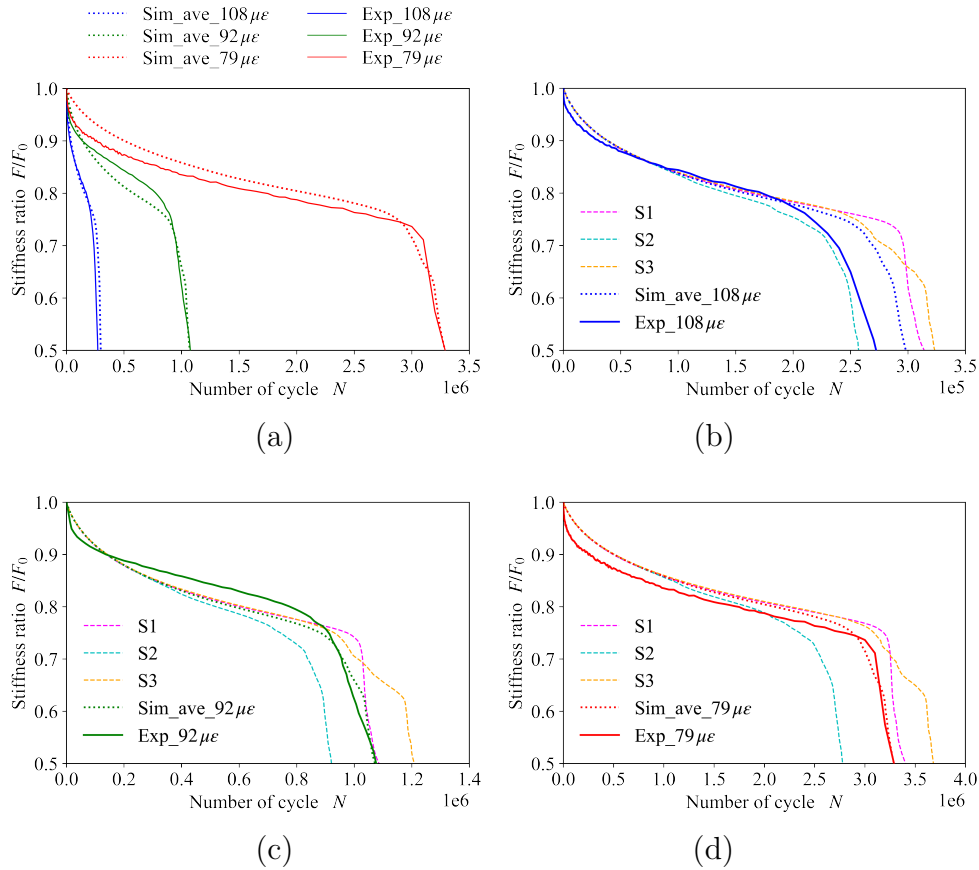 Sim_ave_108με Exp_108με
Sim_ave_92με Exp_92με
Sim_ave_79με Exp_79με
1.0
0.9
0.8
0.7
0.6
0.5
Stiffness ratio F/F0
0.0 0.5 1.0 1.5 2.0 2.5 3.0 3.5
Number of cycle N
1e6
(a)
1.0
0.9
0.8
0.7
0.6
0.5
Stiffness ratio F/F0
S1
S2
S3
Sim_ave_108με
Exp_108με
0.0 0.5 1.0 1.5 2.0 2.5 3.0 3.5
Number of cycle N
1e5
(b)
1.0
0.9
0.8
0.7
0.6
0.5
Stiffness ratio F/F0
S1
S2
S3
Sim_ave_92με
Exp_92με
0.0 0.2 0.4 0.6 0.8 1.0 1.2 1.4
Number of cycle N
1e6
(c)
1.0
0.9
0.8
0.7
0.6
0.5
Stiffness ratio F/F0
S1
S2
S3
Sim_ave_79με
Exp_79με
0.0 0.5 1.0 1.5 2.0 2.5 3.0 3.5 4.0
Number of cycle N
1e6
(d)